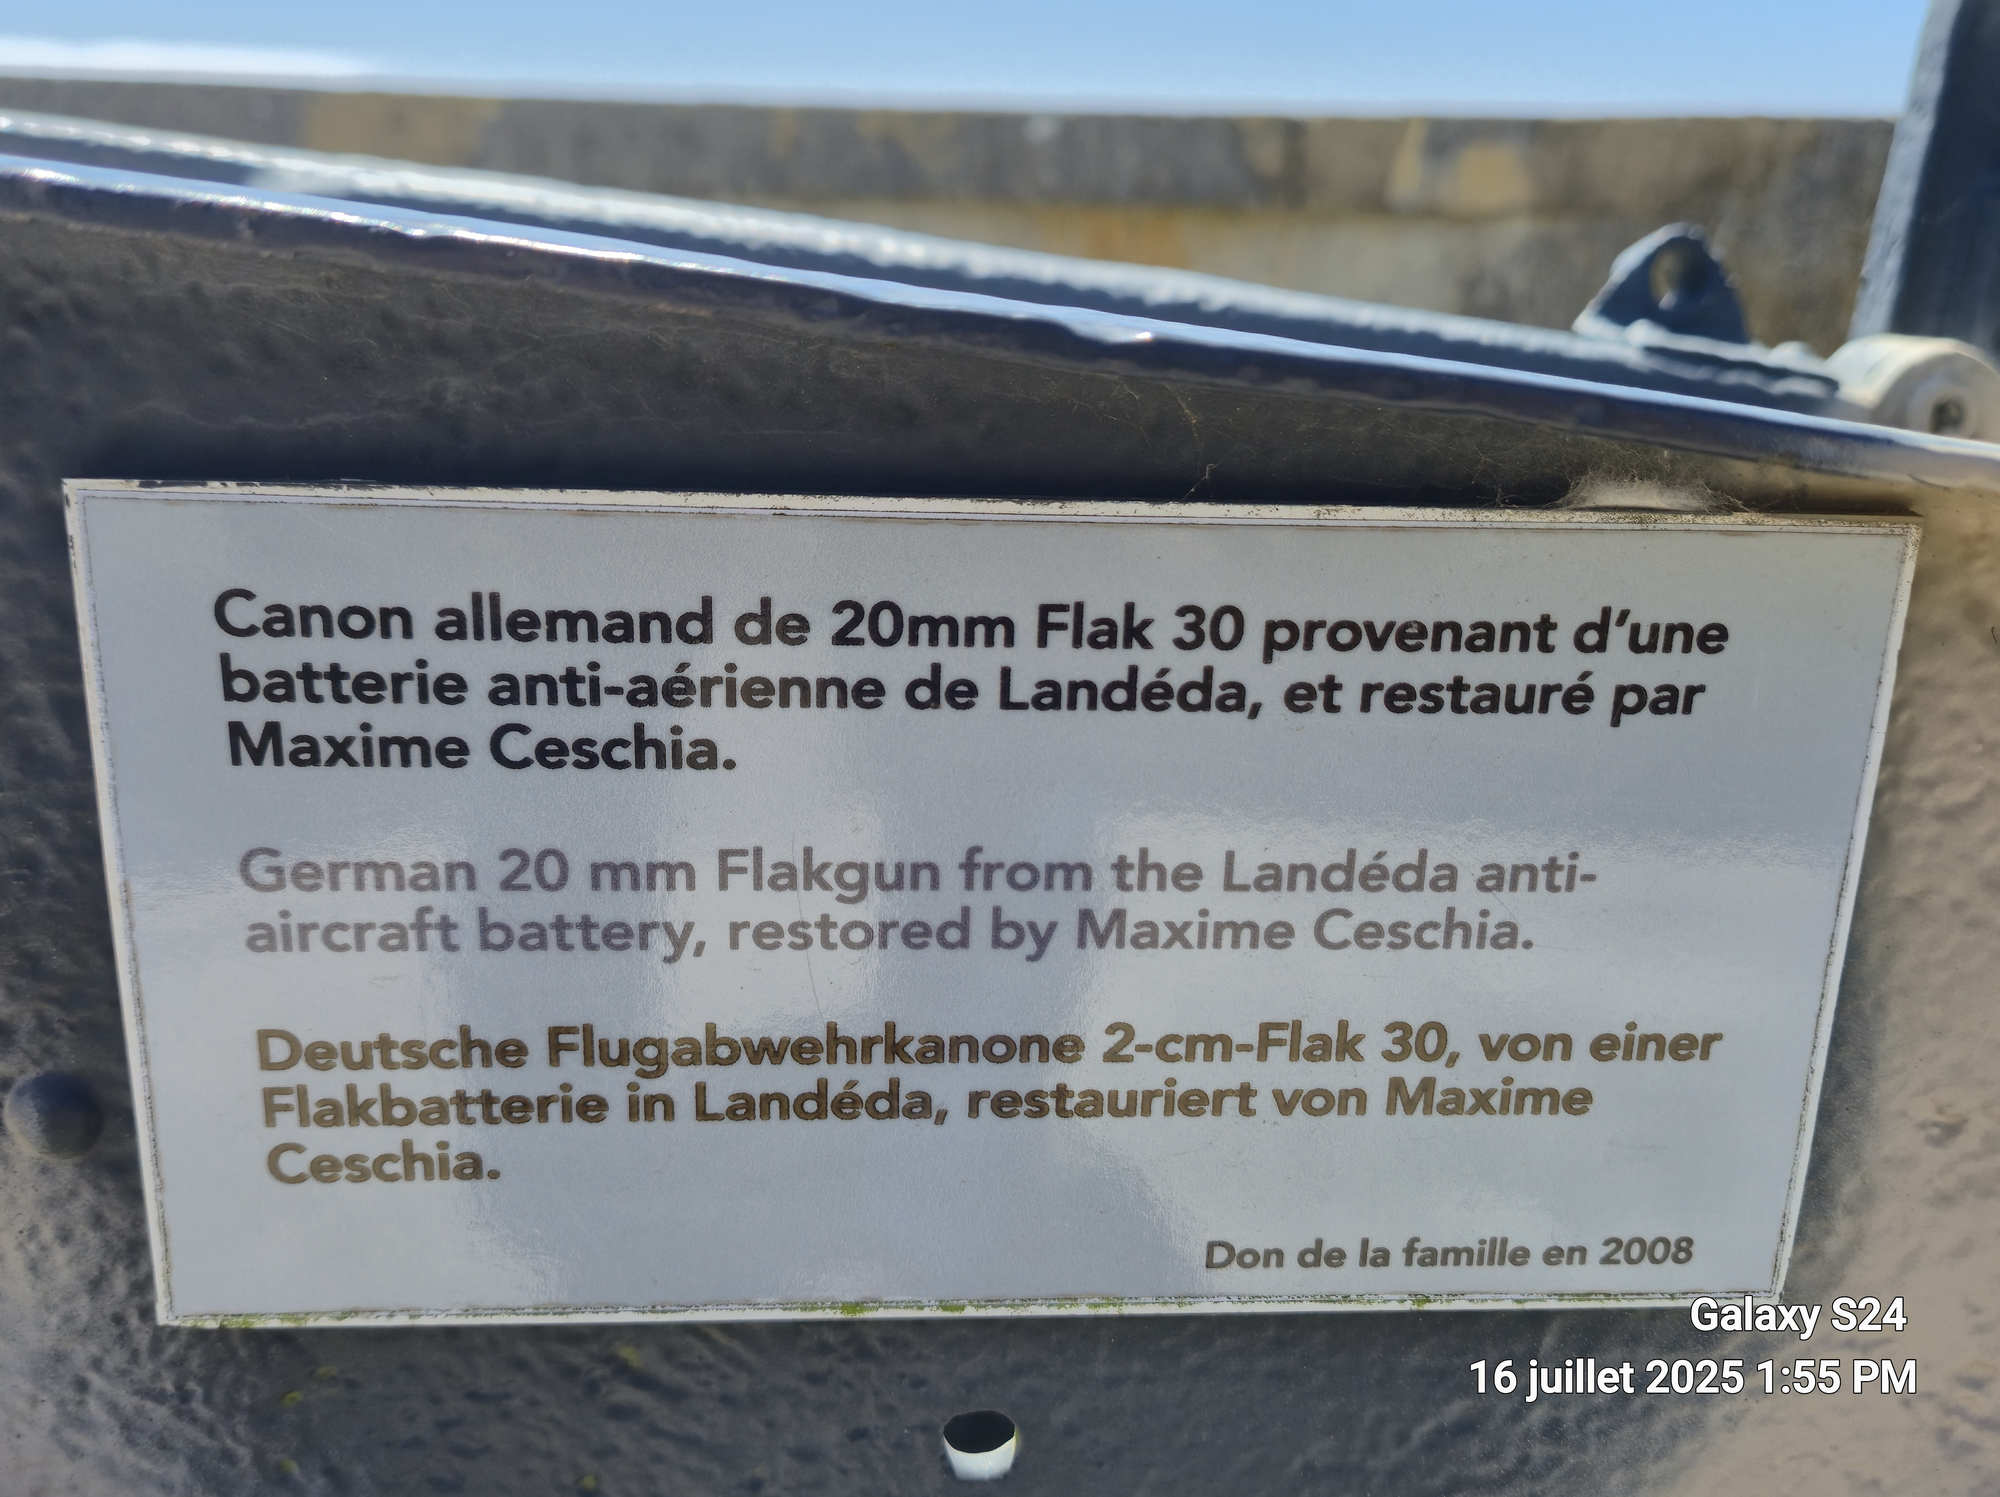 Canon allemand de 20mm Flak 30 provenant d'une
batterie anti-aérienne de Landéda, et restauré par
Maxime Ceschia.
German 20 mm Flakgun from the Landéda anti-
aircraft battery, restored by Maxime Ceschia.
Deutsche Flugabwehrkanone 2-cm-Flak 30, von einer
Flakbatterie in Landéda, restauriert von Maxime
Ceschia.
Don de la famille en 2008
Galaxy S24
16 juillet 2025 1:55 PM